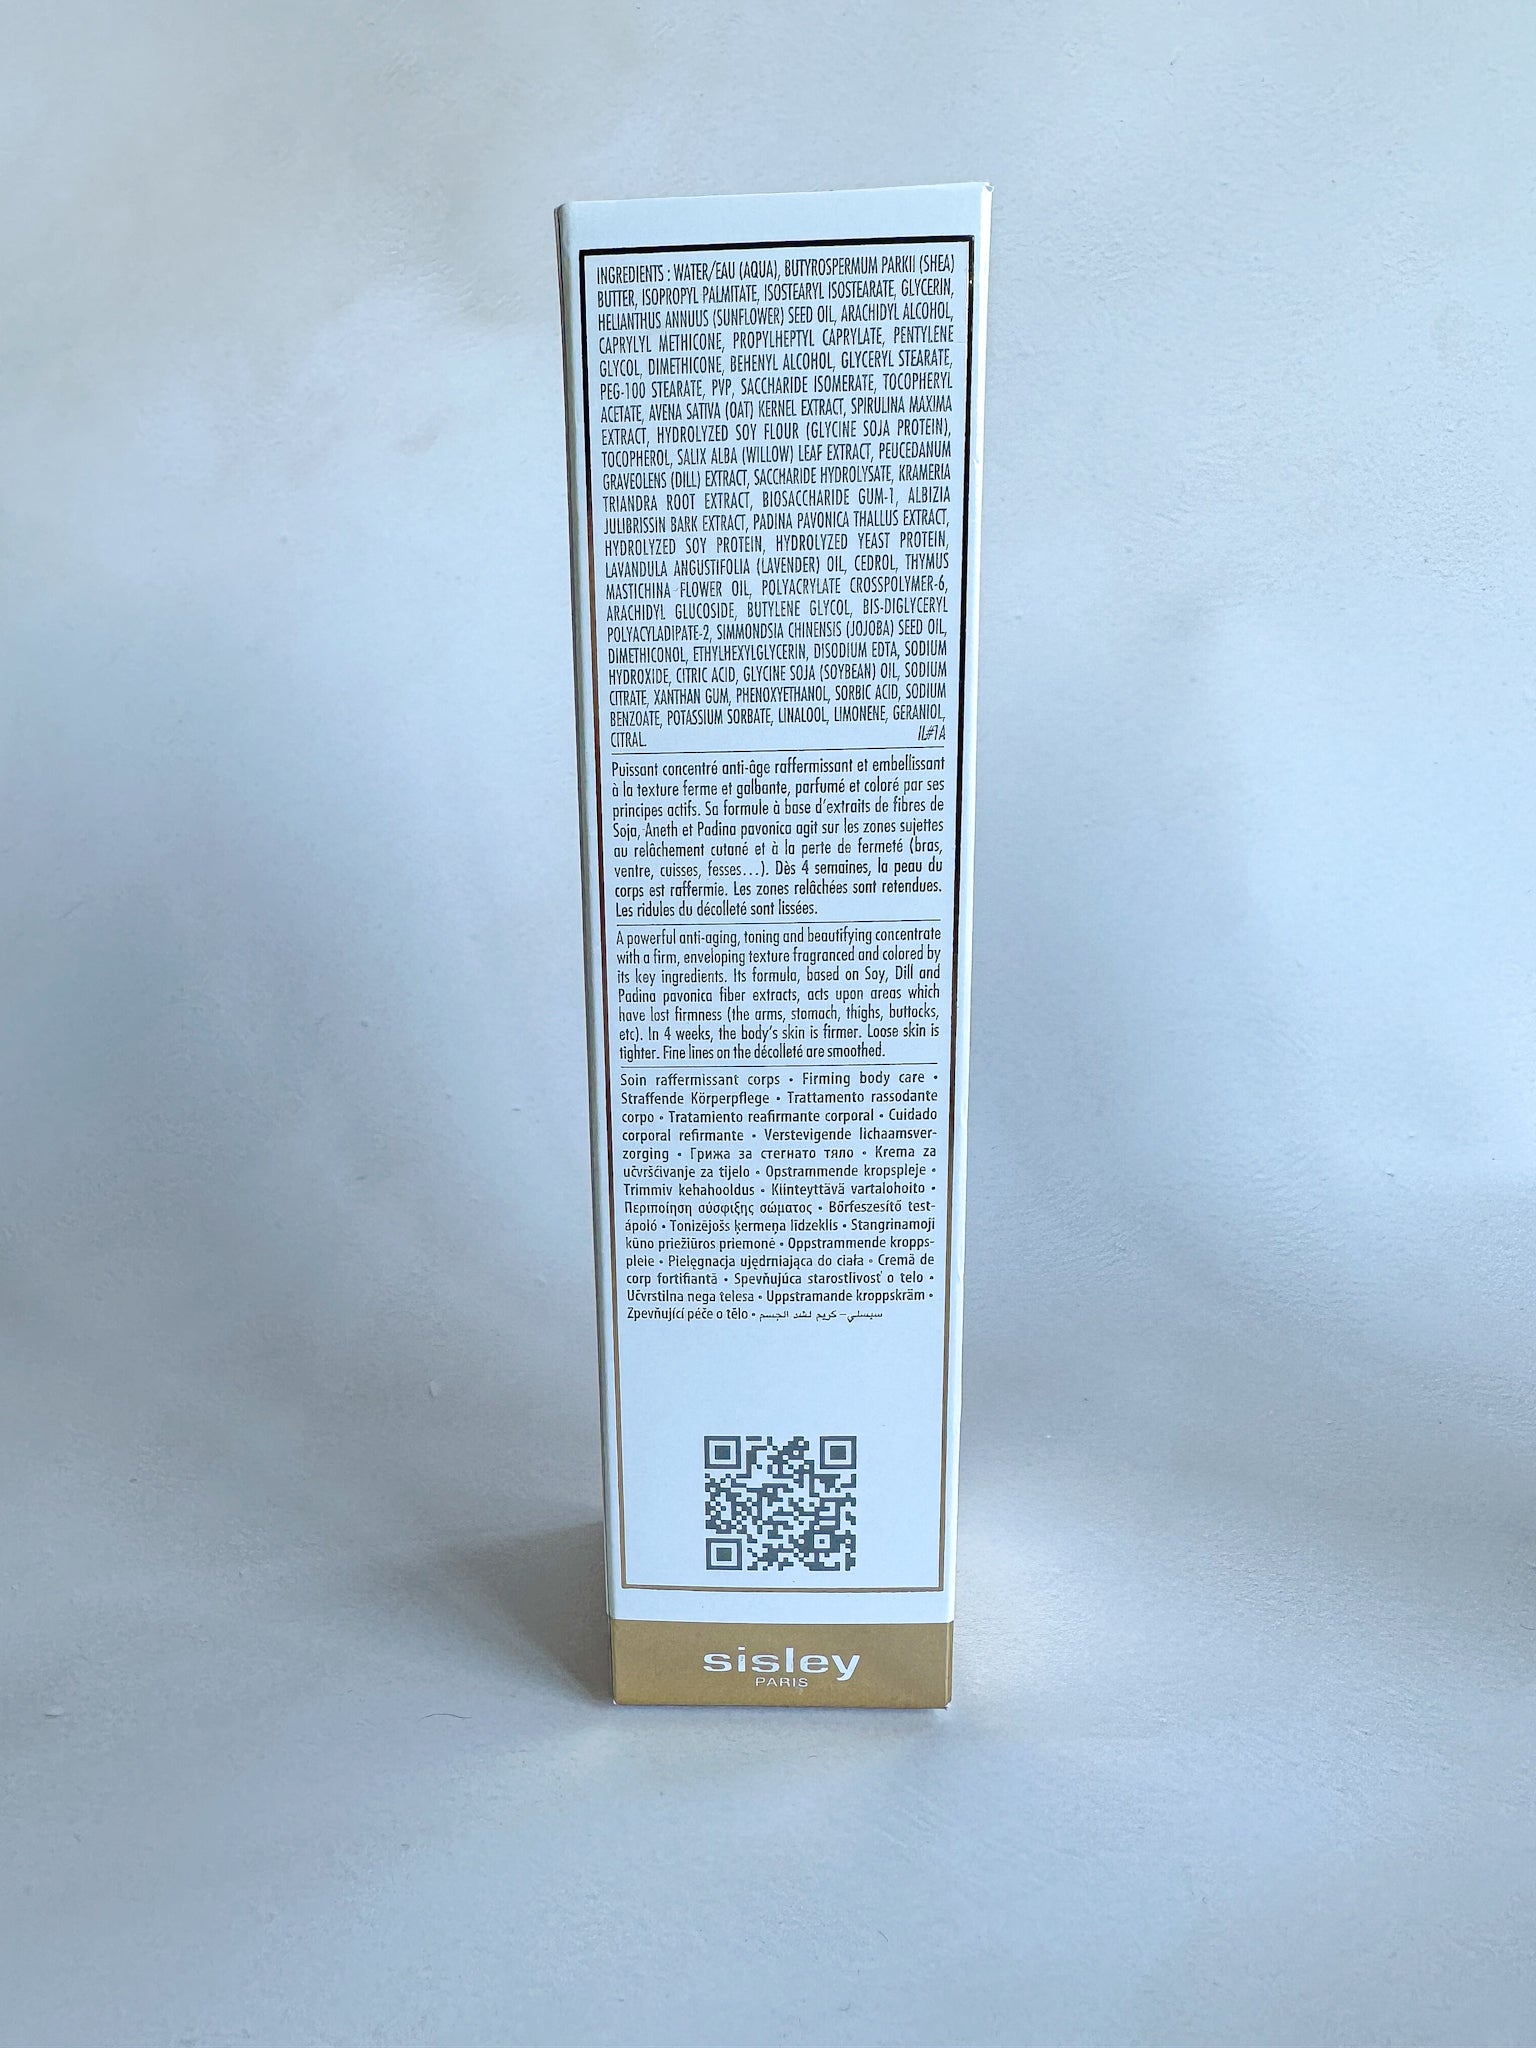 INGREDIENTS : WATER/EAU (AQUA), BUTYROSPERMUM PARKII (SHEA)
BUTTER, ISOPROPYL PALMITATE, ISOSTEARYL ISOSTEARATE, GLYCERIN,
HELIANTHUS ANNUUS (SUNFLOWER) SEED OIL, ARACHIDYL ALCOHOL,
CAPRYLYL METHICONE, PROPYLHEPTYL CAPRYLATE, PENTYLENE
GLYCOL, DIMETHICONE, BEHENYL ALCOHOL, GLYCERYL STEARATE,
PEG-100 STEARATE, PVP, SACCHARIDE ISOMERATE, TOCOPHERYL
ACETATE, AVENA SATIVA (OAT) KERNEL EXTRACT, SPIRULINA MAXIMA
EXTRACT, HYDROLYZED SOY FLOUR (GLYCINE SOJA PROTEIN),
TOCOPHEROL, SALIX ALBA (WILLOW) LEAF EXTRACT, PEUCEDANUM
GRAVEOLENS (DILL) EXTRACT, SACCHARIDE HYDROLYSATE, KRAMERIA
TRIANDRA ROOT EXTRACT, BIOSACCHARIDE GUM-1, ALBIZIA
JULIBRISSIN BARK EXTRACT, PADINA PAVONICA THALLUS EXTRACT,
HYDROLYZED SOY PROTEIN, HYDROLYZED YEAST PROTEIN,
LAVANDULA ANGUSTIFOLIA (LAVENDER) OIL, CEDROL, THYMUS
MASTICHINA FLOWER OIL, POLYACRYLATE CROSSPOLYMER-6,
ARACHIDYL GLUCOSIDE, BUTYLENE GLYCOL, BIS-DIGLYCERYL
POLYACYLADIPATE-2, SIMMONDSIA CHINENSIS (JOJOBA) SEED OIL,
DIMETHICONOL, ETHYLHEXYLGLYCERIN, DISODIUM EDTA, SODIUM
HYDROXIDE, CITRIC ACID, GLYCINE SOJA (SOYBEAN) OIL, SODIUM
CITRATE, XANTHAN GUM, PHENOXYETHANOL, SORBIC ACID, SODIUM
BENZOATE, POTASSIUM SORBATE, LINALOOL, LIMONENE, GERANIOL,
CITRAL. IL#1A
Puissant concentré anti-âge raffermissant et embellissant
à la texture ferme et galbante, parfumé et coloré par ses
principes actifs. Sa formule à base d'extraits de fibres de
Soja, Aneth et Padina pavonica agit sur les zones sujettes
au relâchement cutané et à la perte de fermeté (bras,
ventre, cuisses, fesses...). Dès 4 semaines, la peau du
corps est raffermie. Les zones relâchées sont retendues.
Les ridules du décolleté sont lissées.
A powerful anti-aging, toning and beautifying concentrate
with a firm, enveloping texture fragranced and colored by
its key ingredients. Its formula, based on Soy, Dill and
Padina pavonica fiber extracts, acts upon areas which
have lost firmness (the arms, stomach, thighs, buttocks,
etc). In 4 weeks, the body's skin is firmer. Loose skin is
tighter. Fine lines on the décolleté are smoothed.
Soin raffermissant corps • Firming body care •
Straffende Körperpflege • Trattamento rassodante
corpo • Tratamiento reafirmante corporal • Cuidado
corporal refirmante • Verstevigende lichaamsver-
zorging • Грижа за стегнато тяло • Krema za
učvršćivanje za tijelo • Opstrammende kropspleje •
Trimmiv kehahooldus • Kiinteyttävä vartalohoito •
Περιποίηση σύσφιξης σώματος • Bőrfeszesítő test-
ápoló • Tonizējošs ķermeņa līdzeklis • Stangrinamoji
kūno priežiūros priemonė • Oppstrammende kropps-
pleie • Pielęgnacja ujędrniająca do ciała • Cremă de
corp fortifiantă • Spevňujúca starostlivosť o telo •
Učvrstilna nega telesa • Uppstramande kroppskräm •
Zpevňující péče o tělo • سيسلي – كريم لشد الجسم
sisley
PARIS